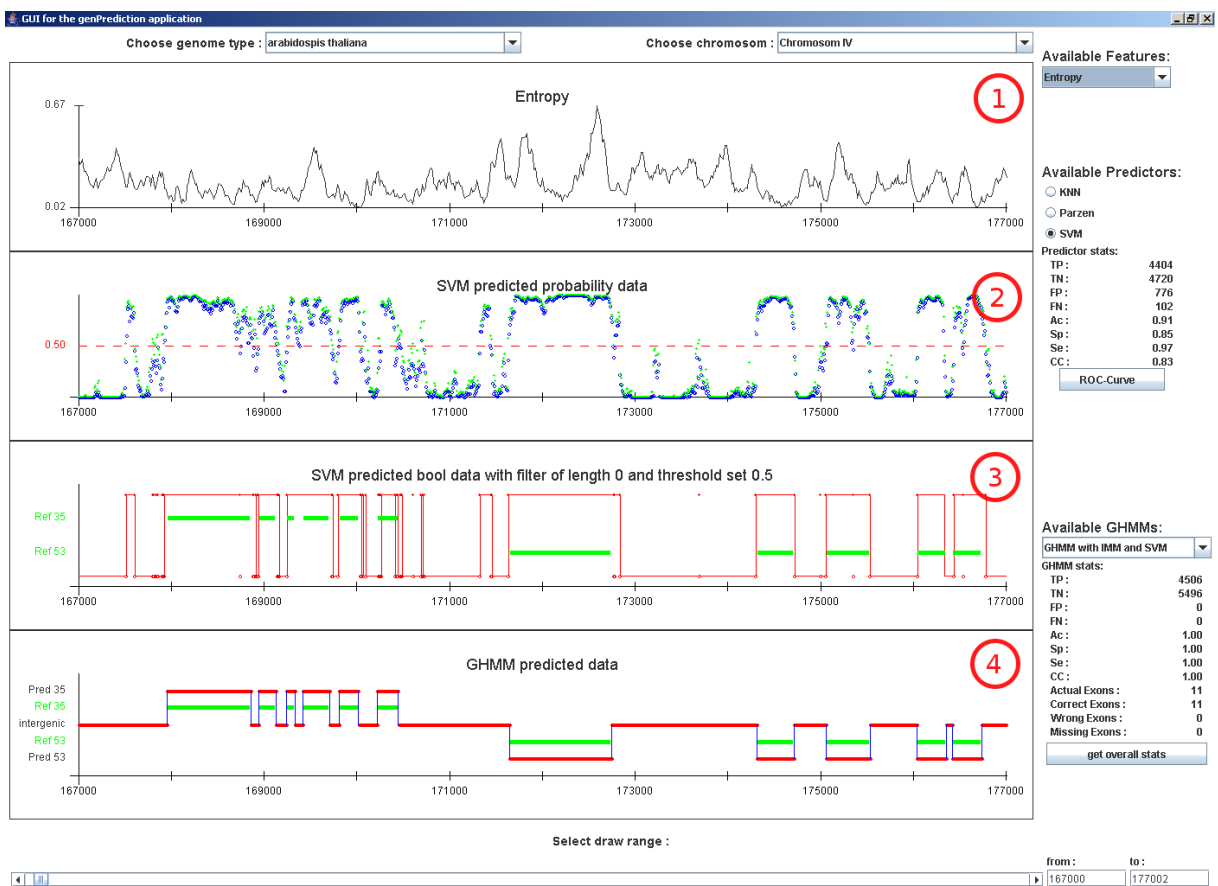 GUI for the genPrediction application
Choose genome type : arabidospis thaliana
Choose chromosom : Chromosom IV
Available Features:
Entropy
Entropy
1
0.67
0.02
167000 169000 171000 173000 175000 177000
Available Predictors:
KNN
Parzen
SVM
Predictor stats:
TP : 4404
TN : 4720
FP : 776
FN : 102
Ac : 0.91
Sp : 0.85
Se : 0.97
CC : 0.83
ROC-Curve
SVM predicted probability data
2
0.50
167000 169000 171000 173000 175000 177000
SVM predicted bool data with filter of length 0 and threshold set 0.5
3
Ref 35
Ref 53
167000 169000 171000 173000 175000 177000
Available GHMMs:
GHMM with IMM and SVM
GHMM stats:
TP : 4506
TN : 5496
FP : 0
FN : 0
Ac : 1.00
Sp : 1.00
Se : 1.00
CC : 1.00
Actual Exons : 11
Correct Exons : 11
Wrong Exons : 0
Missing Exons : 0
get overall stats
GHMM predicted data
4
Pred 35
Ref 35
intergenic
Ref 53
Pred 53
167000 169000 171000 173000 175000 177000
Select draw range :
from : to :
167000 177002